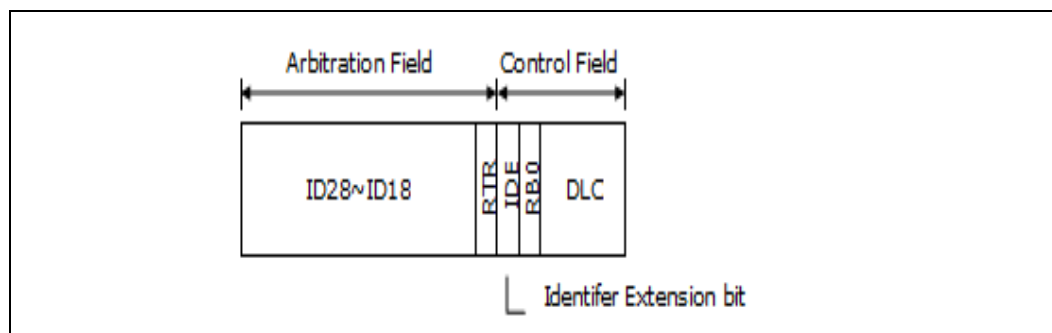 Arbitration Field Control Field
ID28~ID18 RTR IDE RB0 DLC
Identifer Extension bit